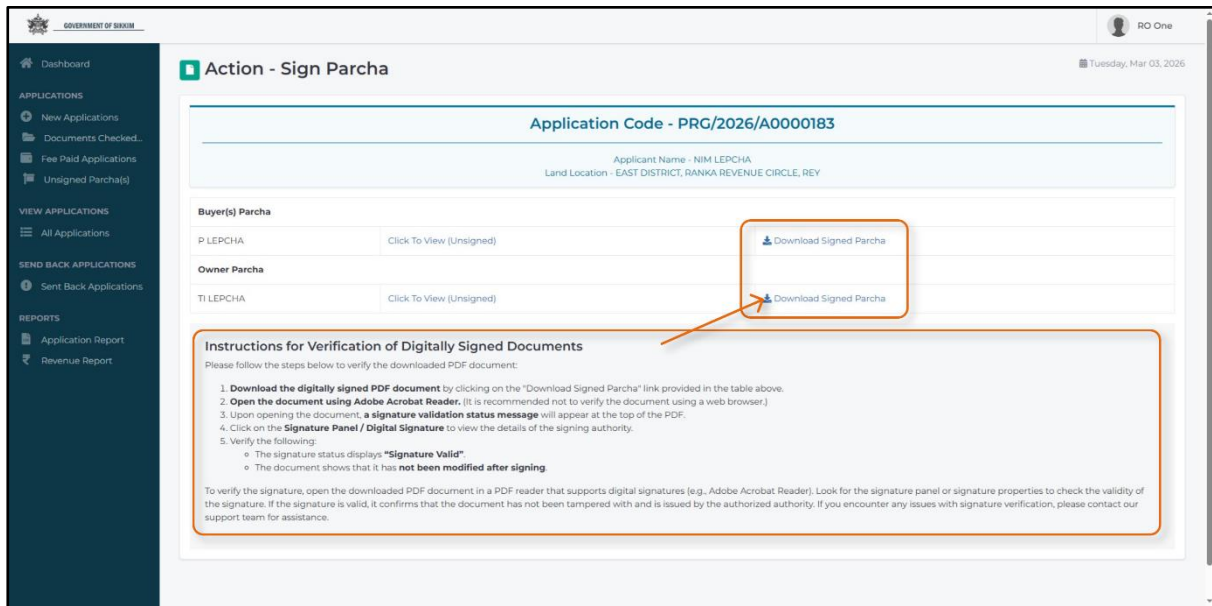 GOVERNMENT OF SIKKIM
RO One
Dashboard
APPLICATIONS
New Applications
Documents Checked...
Fee Paid Applications
Unsigned Parcha(s)
VIEW APPLICATIONS
All Applications
SEND BACK APPLICATIONS
Sent Back Applications
REPORTS
Application Report
Revenue Report
Action - Sign Parcha
Tuesday, Mar 03, 2026
Application Code - PRG/2026/A0000183
Applicant Name - NIM LEPCHA
Land Location - EAST DISTRICT, RANKA REVENUE CIRCLE, REY
Buyer(s) Parcha
P LEPCHA Click To View (Unsigned) Download Signed Parcha
Owner Parcha
TI LEPCHA Click To View (Unsigned) Download Signed Parcha
Instructions for Verification of Digitally Signed Documents
Please follow the steps below to verify the downloaded PDF document:
1. Download the digitally signed PDF document by clicking on the "Download Signed Parcha" link provided in the table above.
2. Open the document using Adobe Acrobat Reader. (It is recommended not to verify the document using a web browser.)
3. Upon opening the document, a signature validation status message will appear at the top of the PDF.
4. Click on the Signature Panel / Digital Signature to view the details of the signing authority.
5. Verify the following:
The signature status displays “Signature Valid”.
The document shows that it has not been modified after signing.
To verify the signature, open the downloaded PDF document in a PDF reader that supports digital signatures (e.g., Adobe Acrobat Reader). Look for the signature panel or signature properties to check the validity of
the signature. If the signature is valid, it confirms that the document has not been tampered with and is issued by the authorized authority. If you encounter any issues with signature verification, please contact our
support team for assistance.